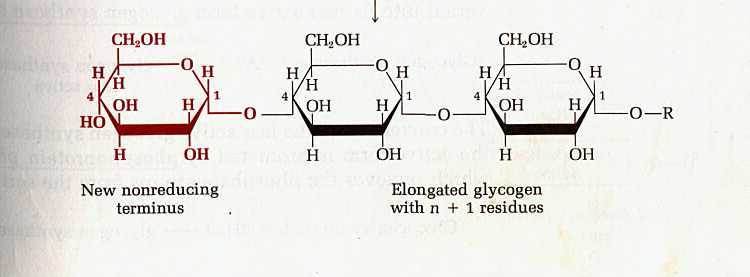 CH₂OH CH₂OH CH₂OH
O O O
H H H H H H
H H H
4 1 4 1 4 1
OH H OH H OH H
HO O O O—R
H OH H OH H OH
New nonreducing Elongated glycogen
terminus with n + 1 residues